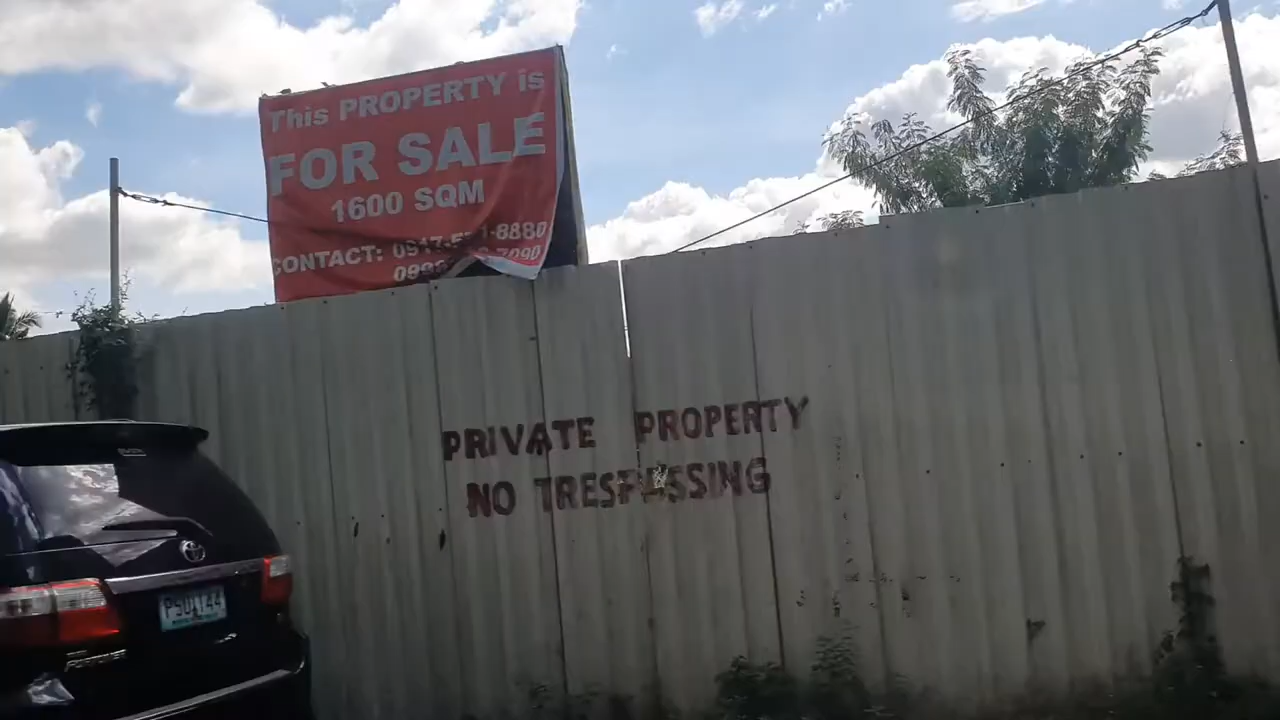 This PROPERTY is
FOR SALE
1600 SQM
CONTACT:
PRIVATE PROPERTY
NO TRESPASSING